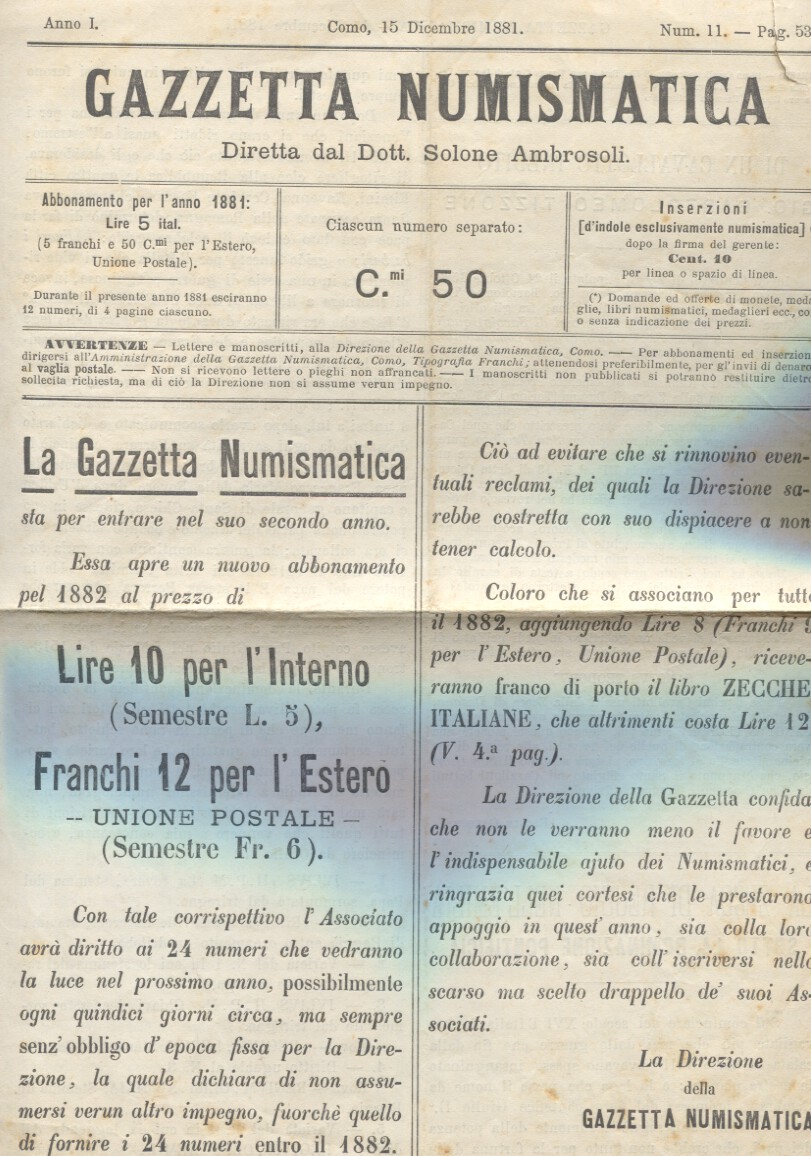 Anno I.
Como, 15 Dicembre 1881.
Num. 11. — Pag. 53
GAZZETTA NUMISMATICA
Diretta dal Dott. Solone Ambrosoli.
Abbonamento per l'anno 1881:
Lire 5 ital.
(5 franchi e 50 C.mi per l'Estero,
Unione Postale).
Durante il presente anno 1881 esciranno
12 numeri, di 4 pagine ciascuno.
Ciascun numero separato:
C.mi 50
Inserzioni
[d'indole esclusivamente numismatica] (
dopo la firma del gerente:
Cent. 10
per linea o spazio di linea.
(*) Domande ed offerte di monete, meda
glie, libri numismatici, medaglieri ecc., co
o senza indicazione dei prezzi.
AVVERTENZE — Lettere e manoscritti, alla Direzione della Gazzetta Numismatica, Como. —— Per abbonamenti ed inserzion
dirigersi all'Amministrazione della Gazzetta Numismatica, Como, Tipografia Franchi; attenendosi preferibilmente, per gl'invii di denaro
al vaglia postale. —— Non si ricevono lettere o pieghi non affrancati. —— I manoscritti non pubblicati si potranno restituire dietro
sollecita richiesta, ma di ciò la Direzione non si assume verun impegno.
La Gazzetta Numismatica
sta per entrare nel suo secondo anno.
Essa apre un nuovo abbonamento
pel 1882 al prezzo di
Lire 10 per l'Interno
(Semestre L. 5),
Franchi 12 per l'Estero
-- UNIONE POSTALE —
(Semestre Fr. 6).
Con tale corrispettivo l'Associato
avrà diritto ai 24 numeri che vedranno
la luce nel prossimo anno, possibilmente
ogni quindici giorni circa, ma sempre
senz'obbligo d'epoca fissa per la Dire-
zione, la quale dichiara di non assu-
mersi verun altro impegno, fuorchè quello
di fornire i 24 numeri entro il 1882.
Ciò ad evitare che si rinnovino even-
tuali reclami, dei quali la Direzione sa-
rebbe costretta con suo dispiacere a non
tener calcolo.
Coloro che si associano per tutto
il 1882, aggiungendo Lire 8 (Franchi 9
per l'Estero, Unione Postale), riceve-
ranno franco di porto il libro ZECCHE
ITALIANE, che altrimenti costa Lire 12
(V. 4.a pag.).
La Direzione della Gazzetta confida
che non le verranno meno il favore e
l'indispensabile ajuto dei Numismatici, e
ringrazia quei cortesi che le prestarono
appoggio in quest'anno, sia colla loro
collaborazione, sia coll'iscriversi nello
scarso ma scelto drappello de' suoi As-
sociati.
La Direzione
della
GAZZETTA NUMISMATICA